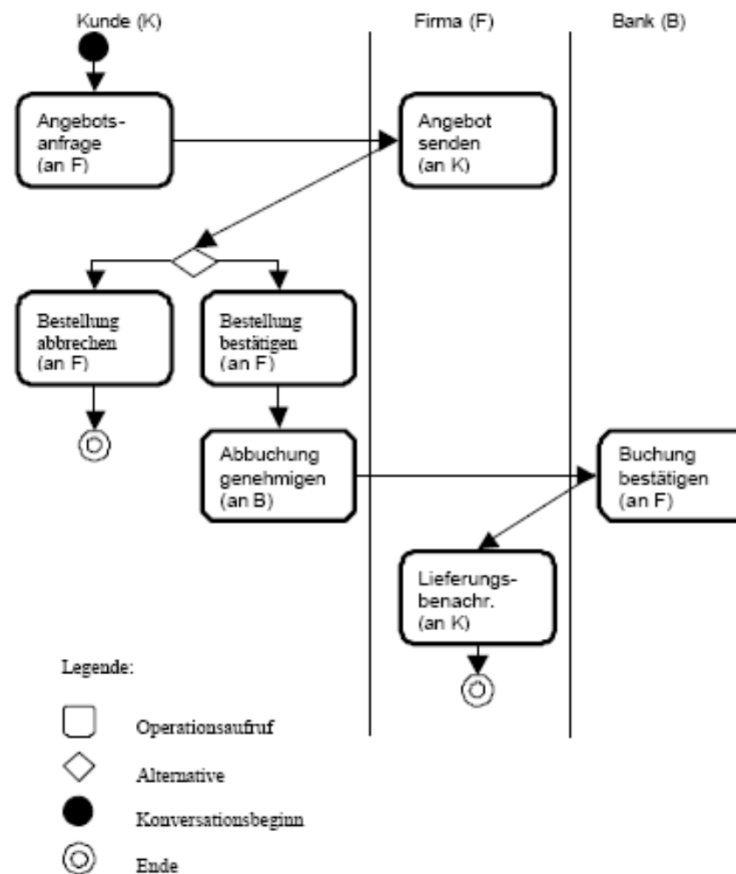 Kunde (K)
Firma (F)
Bank (B)
Angebots-
anfrage
(an F)
Angebot
senden
(an K)
Bestellung
abbrechen
(an F)
Bestellung
bestätigen
(an F)
Abbuchung
genehmigen
(an B)
Buchung
bestätigen
(an F)
Lieferungs-
benachr.
(an K)
Legende:
Operationsaufruf
Alternative
Konversationsbeginn
Ende